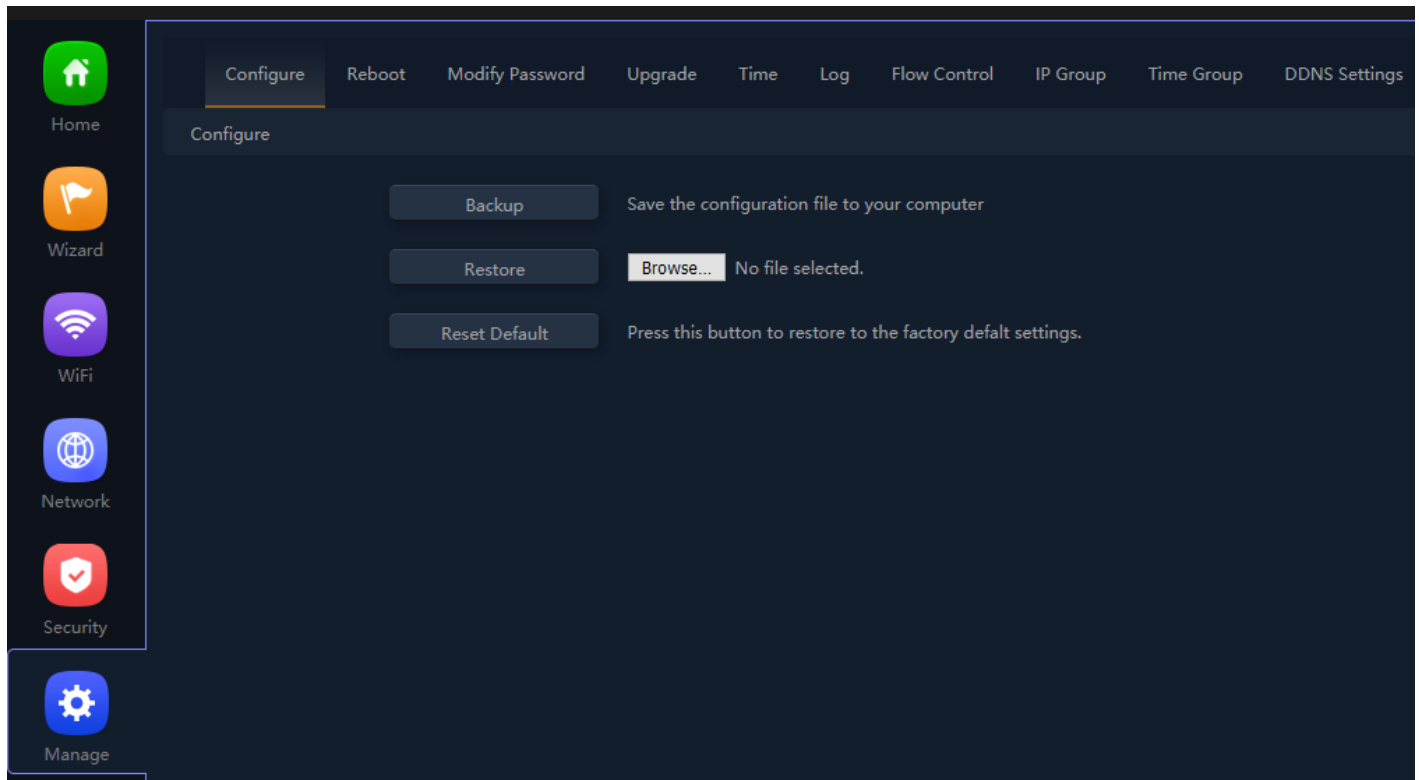 Home
Wizard
WiFi
Network
Security
Manage
Configure Reboot Modify Password Upgrade Time Log Flow Control IP Group Time Group DDNS Settings
Configure
Backup Save the configuration file to your computer
Restore Browse... No file selected.
Reset Default Press this button to restore to the factory defalt settings.